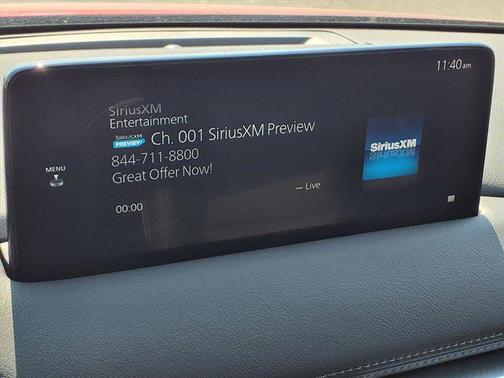 11:40am
SiriusXM
Entertainment
SIRIUSXM
PREVIEW
Ch. 001 SiriusXM Preview
844-711-8800
Great Offer Now!
SiriusXM
MENU
Live
00:00